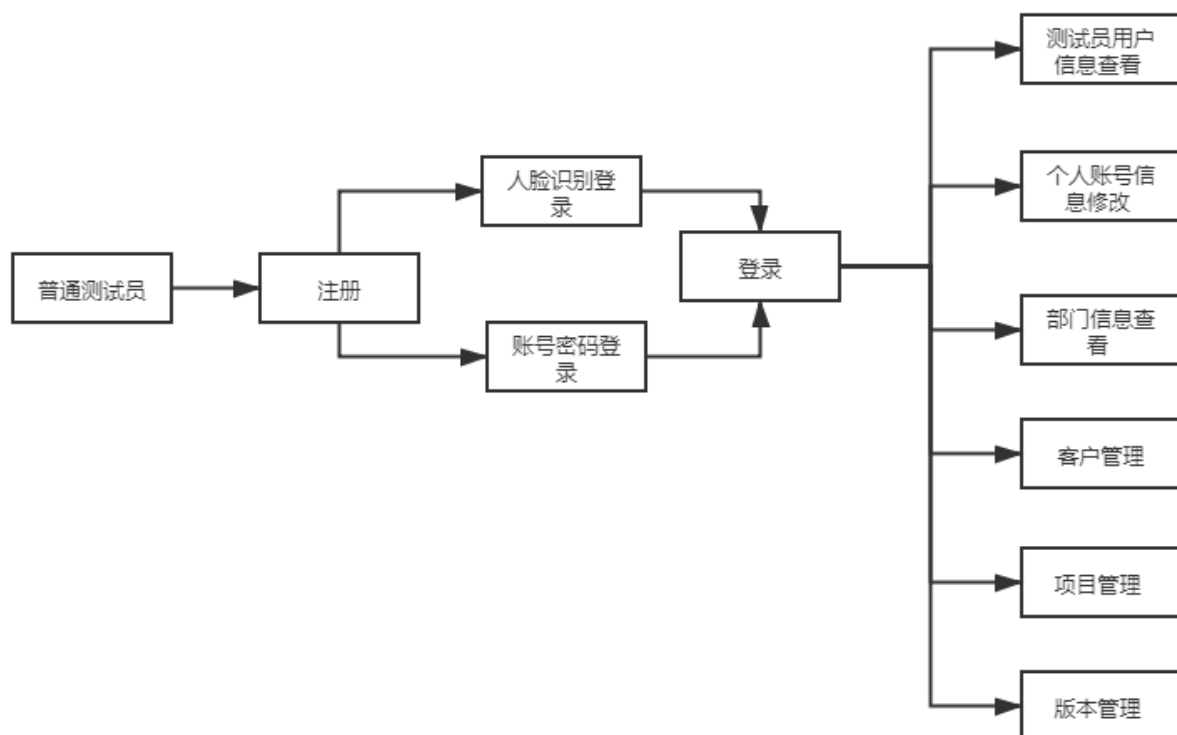 普通测试员
注册
人脸识别登
录
账号密码登
录
登录
测试员用户
信息查看
个人账号信
息修改
部门信息查
看
客户管理
项目管理
版本管理